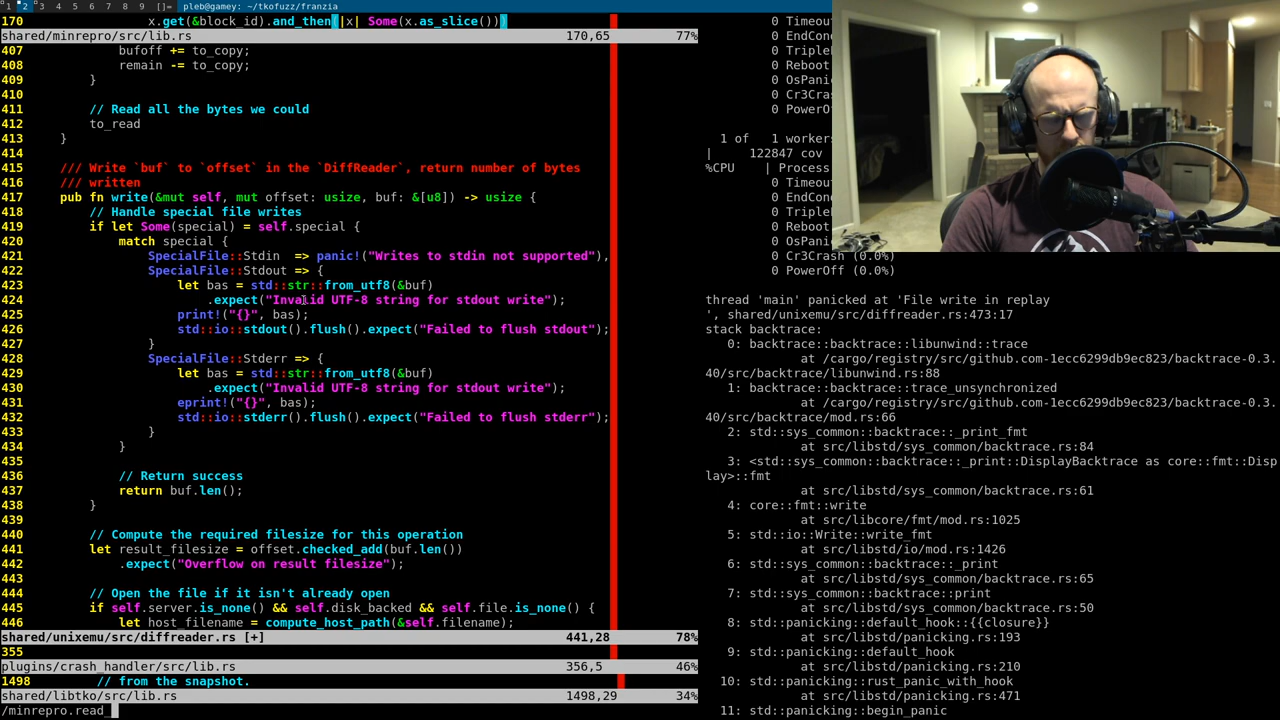 1 2 3 4 5 6 7 8 9 []= pleb@gamey: ~/tkofuzz/franzia
170 x.get(&block_id).and_then(|x| Some(x.as_slice()))
shared/minrepro/src/lib.rs 170,65 77%
407 bufoff += to_copy;
408 remain -= to_copy;
409 }
410
411 // Read all the bytes we could
412 to_read
413 }
414
415 /// Write `buf` to `offset` in the `DiffReader`, return number of bytes
416 /// written
417 pub fn write(&mut self, mut offset: usize, buf: &[u8]) -> usize {
418 // Handle special file writes
419 if let Some(special) = self.special {
420 match special {
421 SpecialFile::Stdin => panic!("Writes to stdin not supported"),
422 SpecialFile::Stdout => {
423 let bas = std::str::from_utf8(&buf)
424 .expect("Invalid UTF-8 string for stdout write");
425 print!("{}", bas);
426 std::io::stdout().flush().expect("Failed to flush stdout");
427 }
428 SpecialFile::Stderr => {
429 let bas = std::str::from_utf8(&buf)
430 .expect("Invalid UTF-8 string for stdout write");
431 eprint!("{}", bas);
432 std::io::stderr().flush().expect("Failed to flush stderr");
433 }
434 }
435
436 // Return success
437 return buf.len();
438 }
439
440 // Compute the required filesize for this operation
441 let result_filesize = offset.checked_add(buf.len())
442 .expect("Overflow on result filesize");
443
444 // Open the file if it isn't already open
445 if self.server.is_none() && self.disk_backed && self.file.is_none() {
446 let host_filename = compute_host_path(&self.filename);
shared/unixemu/src/diffreader.rs [+] 441,28 78%
355
plugins/crash_handler/src/lib.rs 356,5 46%
1498 // from the snapshot.
shared/libtko/src/lib.rs 1498,29 34%
/minrepro.read_
0 Timeout
0 EndCon
0 Triple
0 Reboot
0 OsPani
0 Cr3Cra
0 PowerO
1 of 1 workers
| 122847 cov
%CPU | Process
0 Timeou
0 EndCon
0 Triple
0 Reboot
0 OsPani
0 Cr3Crash (0.0%)
0 PowerOff (0.0%)
thread 'main' panicked at 'File write in replay
', shared/unixemu/src/diffreader.rs:473:17
stack backtrace:
0: backtrace::backtrace::libunwind::trace
at /cargo/registry/src/github.com-1ecc6299db9ec823/backtrace-0.3.
40/src/backtrace/libunwind.rs:88
1: backtrace::backtrace::trace_unsynchronized
at /cargo/registry/src/github.com-1ecc6299db9ec823/backtrace-0.3.
40/src/backtrace/mod.rs:66
2: std::sys_common::backtrace::_print_fmt
at src/libstd/sys_common/backtrace.rs:84
3: <std::sys_common::backtrace::_print::DisplayBacktrace as core::fmt::Disp
lay>::fmt
at src/libstd/sys_common/backtrace.rs:61
4: core::fmt::write
at src/libcore/fmt/mod.rs:1025
5: std::io::Write::write_fmt
at src/libstd/io/mod.rs:1426
6: std::sys_common::backtrace::_print
at src/libstd/sys_common/backtrace.rs:65
7: std::sys_common::backtrace::print
at src/libstd/sys_common/backtrace.rs:50
8: std::panicking::default_hook::{{closure}}
at src/libstd/panicking.rs:193
9: std::panicking::default_hook
at src/libstd/panicking.rs:210
10: std::panicking::rust_panic_with_hook
at src/libstd/panicking.rs:471
11: std::panicking::begin_panic